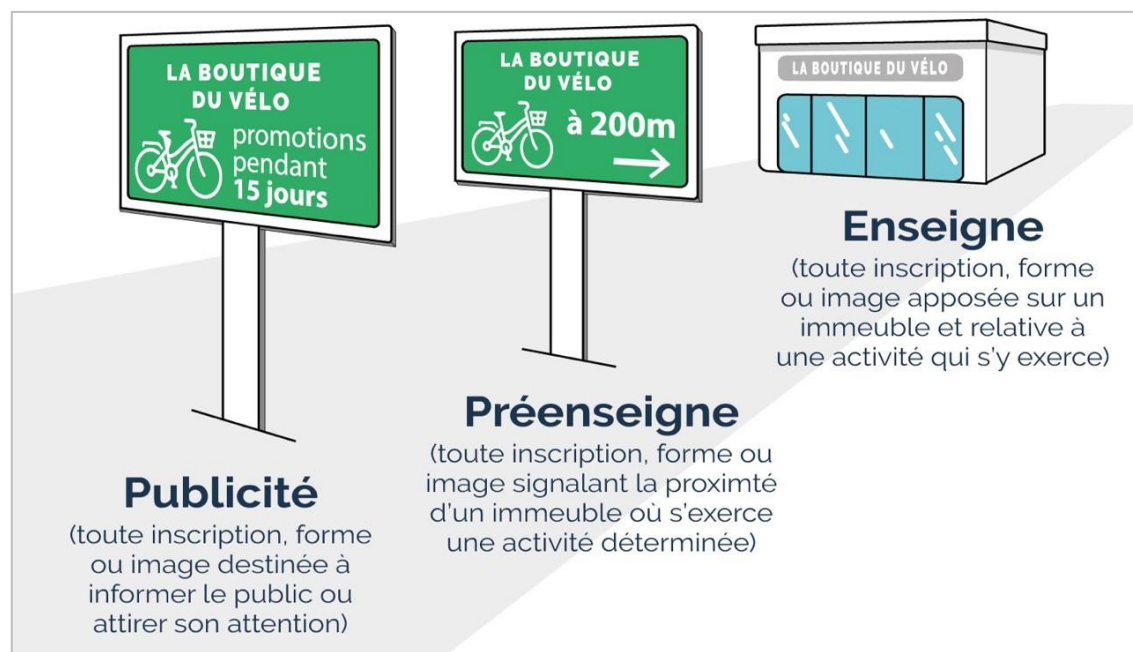 LA BOUTIQUE
DU VÉLO
promotions
pendant
15 jours
Publicité
(toute inscription, forme
ou image destinée à
informer le public ou
attirer son attention)
LA BOUTIQUE
DU VÉLO
à 200m
Préenseigne
(toute inscription, forme ou
image signalant la proximté
d'un immeuble où s'exerce
une activité déterminée)
LA BOUTIQUE DU VÉLO
Enseigne
(toute inscription, forme
ou image apposée sur un
immeuble et relative à
une activité qui s'y exerce)